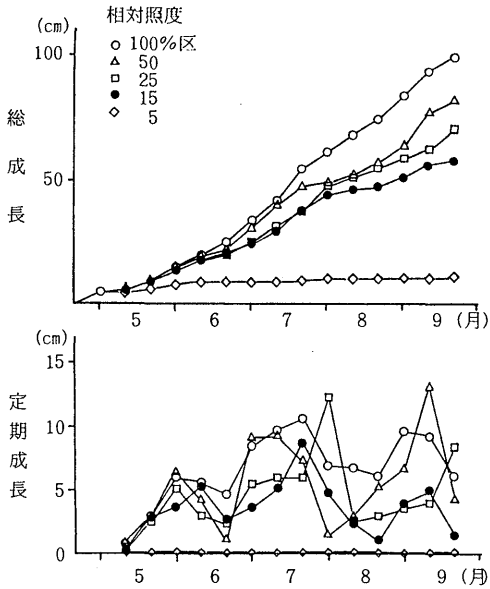 相対照度
(cm)
○ 100%区
△ 50
□ 25
● 15
◇ 5
100
50
総成長
5 6 7 8 9 (月)
(cm)
15
10
5
0
定期成長
5 6 7 8 9 (月)